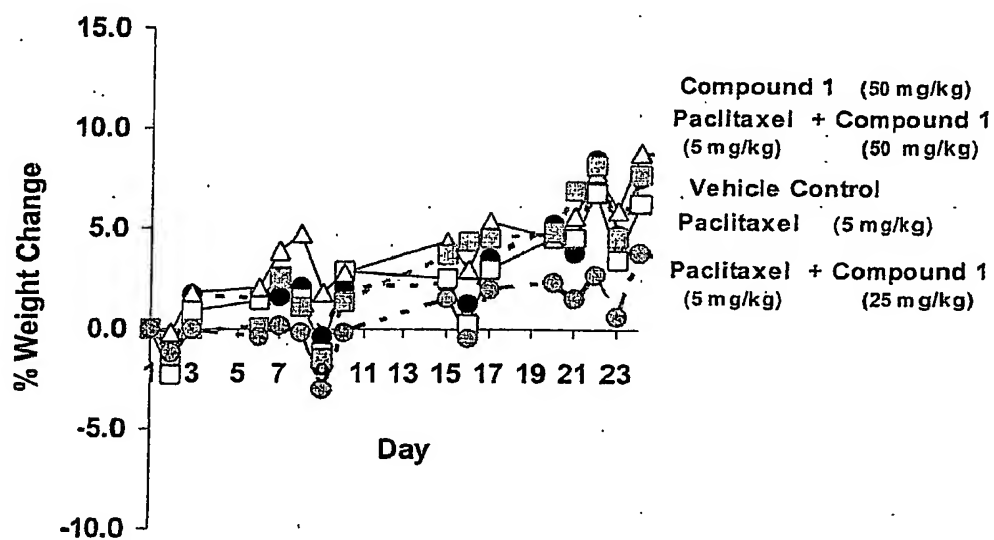 15.0
10.0
5.0
0.0
-5.0
-10.0
% Weight Change
1 3 5 7 9 11 13 15 17 19 21 23
Day
Compound 1 (50 mg/kg)
Paclitaxel + Compound 1
(5 mg/kg) (50 mg/kg)
Vehicle Control
Paclitaxel (5 mg/kg)
Paclitaxel + Compound 1
(5 mg/kg) (25 mg/kg)